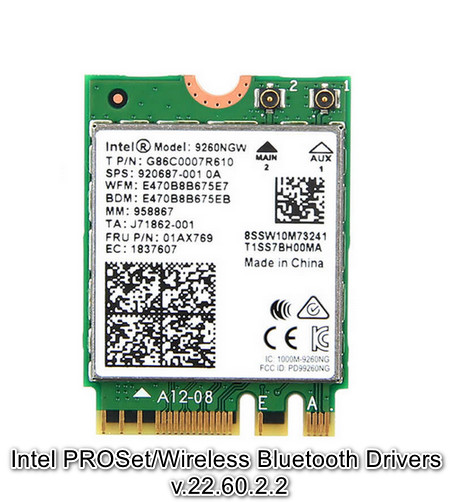 2 1
Intel® Model: 9260NGW
T P/N: G86C0007R610
SPS: 920687-001 0A
WFM: E470B8B675E7
BDM: E470B8B675EB
MM: 958867
TA: J71862-001
FRU P/N: 01AX769
EC: 1837607
MAIN AUX
2 1
8SSW10M73241
T1SS7BH00MA
Made in China
CE
IC: 1000M-9260NG
FCC ID: PD99260NG
A12-08 E A
Intel PROSet/Wireless Bluetooth Drivers
v.22.60.2.2